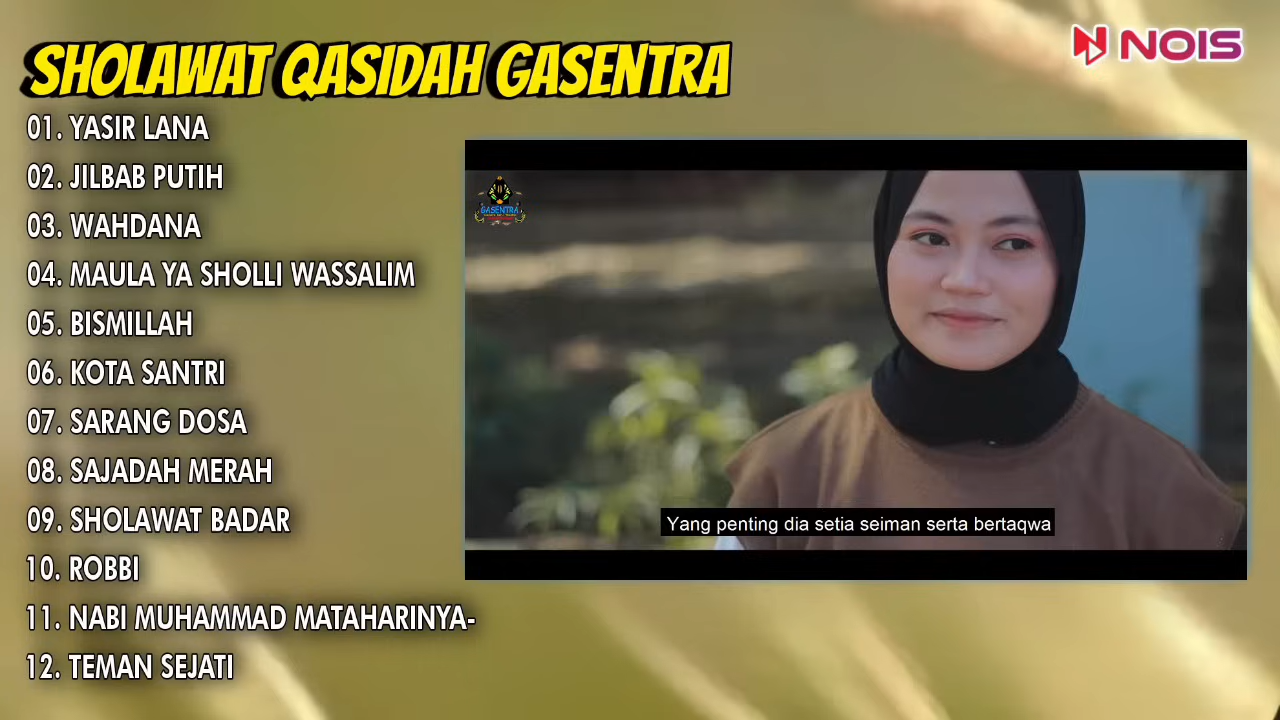 SHOLAWAT QASIDAH GASENTRA
NOIS
01. YASIR LANA
02. JILBAB PUTIH
03. WAHDANA
04. MAULA YA SHOLLI WASSALIM
05. BISMILLAH
06. KOTA SANTRI
07. SARANG DOSA
08. SAJADAH MERAH
09. SHOLAWAT BADAR
10. ROBBI
11. NABI MUHAMMAD MATAHARINYA-
12. TEMAN SEJATI
GASENTRA
Yang penting dia setia seiman serta bertaqwa